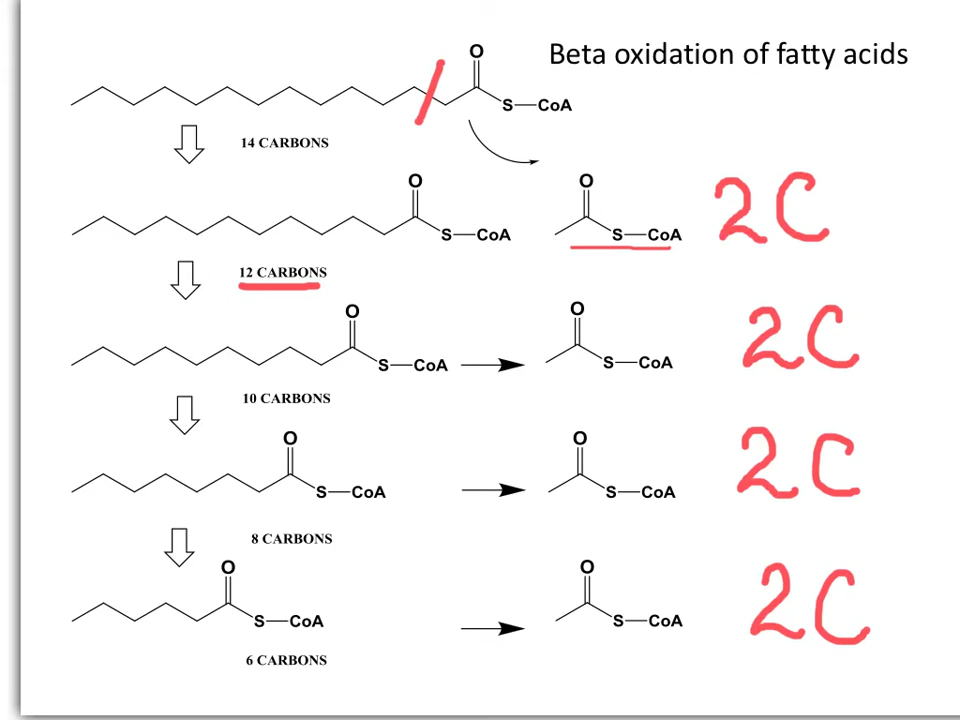 Beta oxidation of fatty acids
O
S—CoA
14 CARBONS
O
S—CoA
O
S—CoA
2C
12 CARBONS
O
S—CoA
O
S—CoA
2C
10 CARBONS
O
S—CoA
O
S—CoA
2C
8 CARBONS
O
S—CoA
O
S—CoA
2C
6 CARBONS